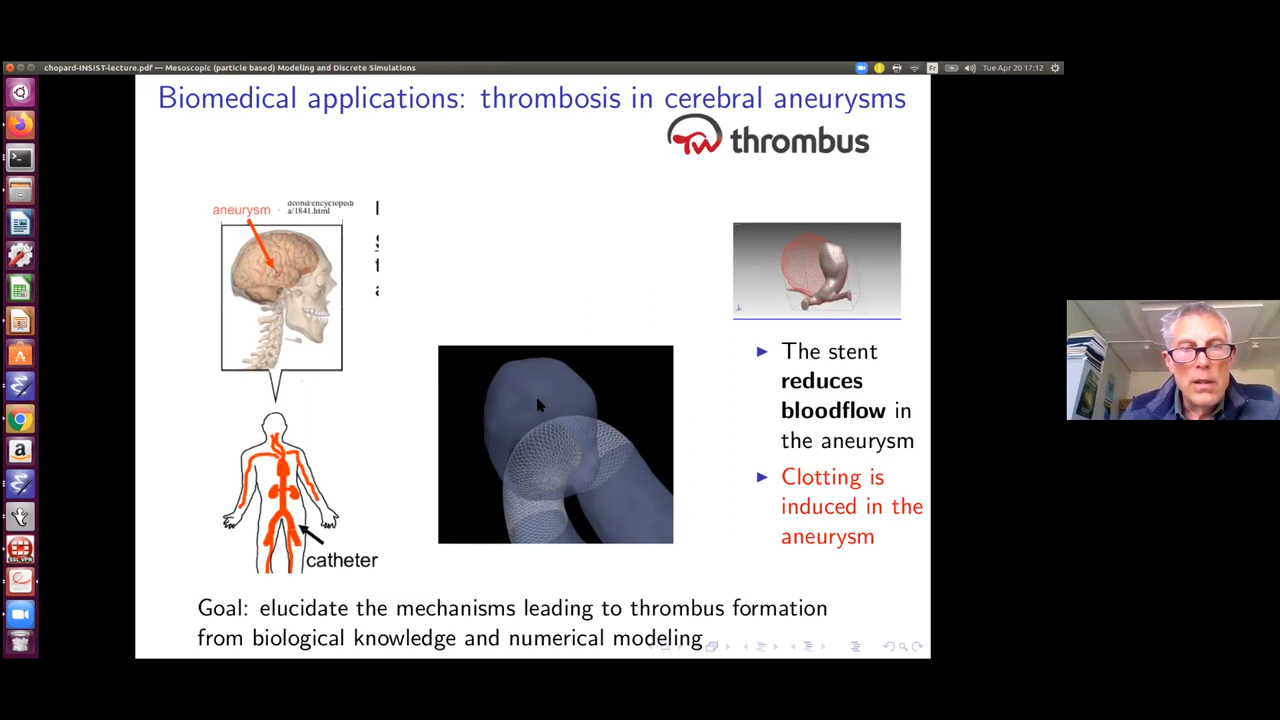 chopard-INSIST-lecture.pdf — Mesoscopic (particle based) Modeling and Discrete Simulations
Fr
Tue Apr 20 17:12
Biomedical applications: thrombosis in cerebral aneurysms
thrombus
aneurysm
a/1841.html
The stent
reduces
bloodflow in
the aneurysm
Clotting is
induced in the
aneurysm
catheter
Goal: elucidate the mechanisms leading to thrombus formation
from biological knowledge and numerical modeling